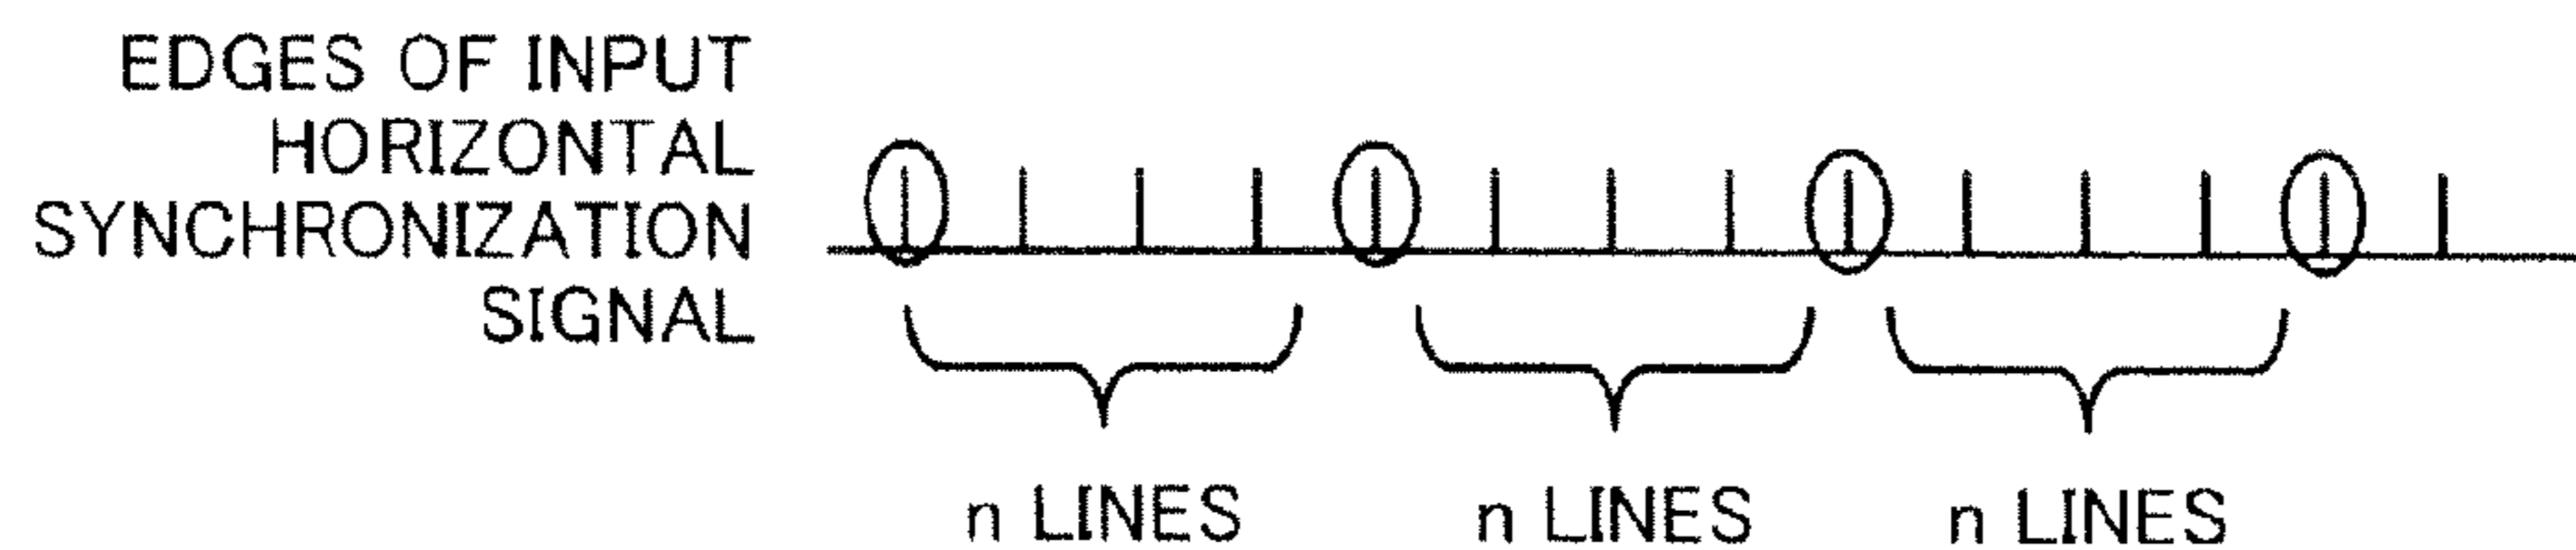 EDGES OF INPUT
HORIZONTAL
SYNCHRONIZATION
SIGNAL
n LINES
n LINES
n LINES